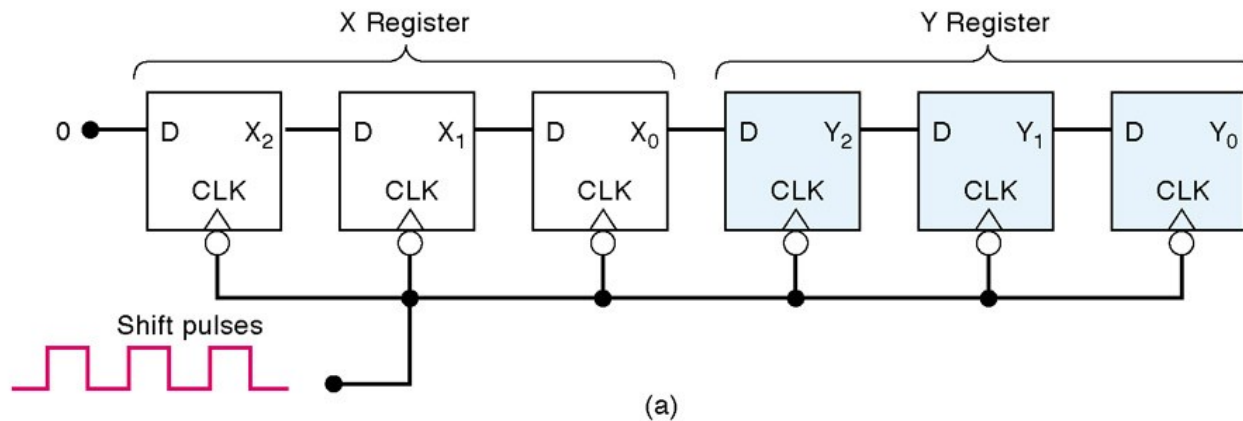 X Register Y Register
0 D X₂ D X₁ D X₀ D Y₂ D Y₁ D Y₀
CLK CLK CLK CLK CLK CLK
Shift pulses
(a)